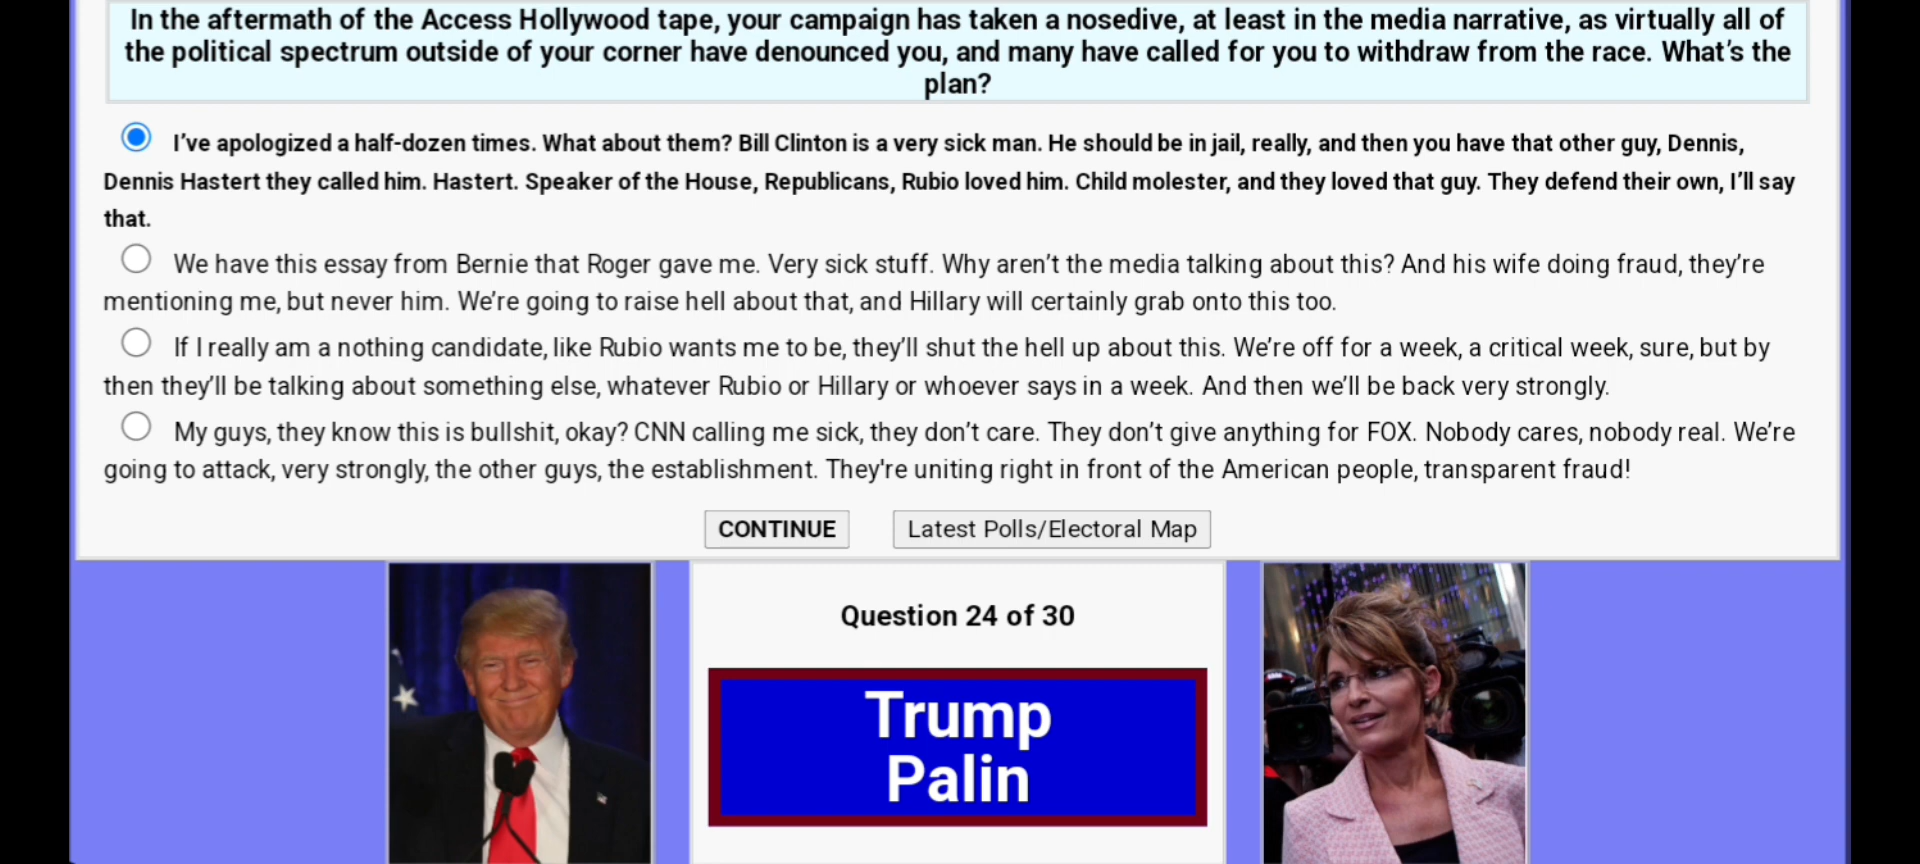 In the aftermath of the Access Hollywood tape, your campaign has taken a nosedive, at least in the media narrative, as virtually all of
the political spectrum outside of your corner have denounced you, and many have called for you to withdraw from the race. What’s the
plan?
I’ve apologized a half-dozen times. What about them? Bill Clinton is a very sick man. He should be in jail, really, and then you have that other guy, Dennis,
Dennis Hastert they called him. Hastert. Speaker of the House, Republicans, Rubio loved him. Child molester, and they loved that guy. They defend their own, I’ll say
that.
We have this essay from Bernie that Roger gave me. Very sick stuff. Why aren’t the media talking about this? And his wife doing fraud, they’re
mentioning me, but never him. We’re going to raise hell about that, and Hillary will certainly grab onto this too.
If I really am a nothing candidate, like Rubio wants me to be, they’ll shut the hell up about this. We’re off for a week, a critical week, sure, but by
then they’ll be talking about something else, whatever Rubio or Hillary or whoever says in a week. And then we’ll be back very strongly.
My guys, they know this is bullshit, okay? CNN calling me sick, they don’t care. They don’t give anything for FOX. Nobody cares, nobody real. We’re
going to attack, very strongly, the other guys, the establishment. They're uniting right in front of the American people, transparent fraud!
CONTINUE
Latest Polls/Electoral Map
Question 24 of 30
Trump
Palin